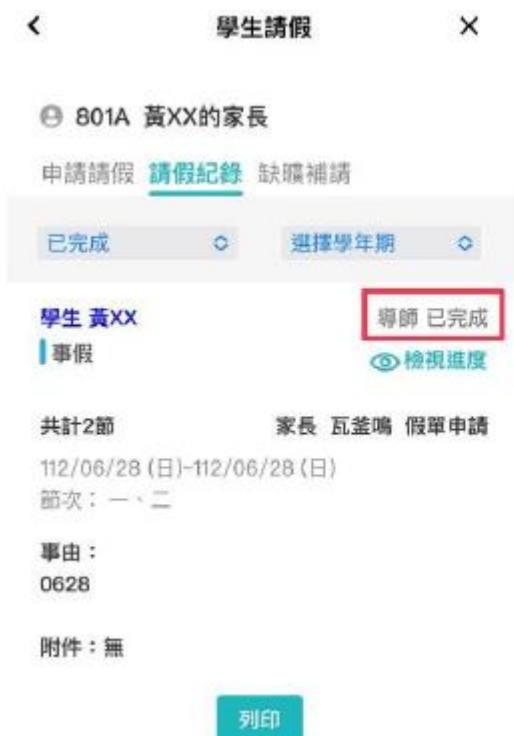 學生請假
801A 黃XX的家長
申請請假 請假紀錄 缺曠補請
已完成 選擇學年期
學生 黃XX 導師 已完成
事假 檢視進度
共計2節 家長 瓦釜鳴 假單申請
112/06/28 (日)-112/06/28 (日)
節次：一、二
事由：
0628
附件：無
列印